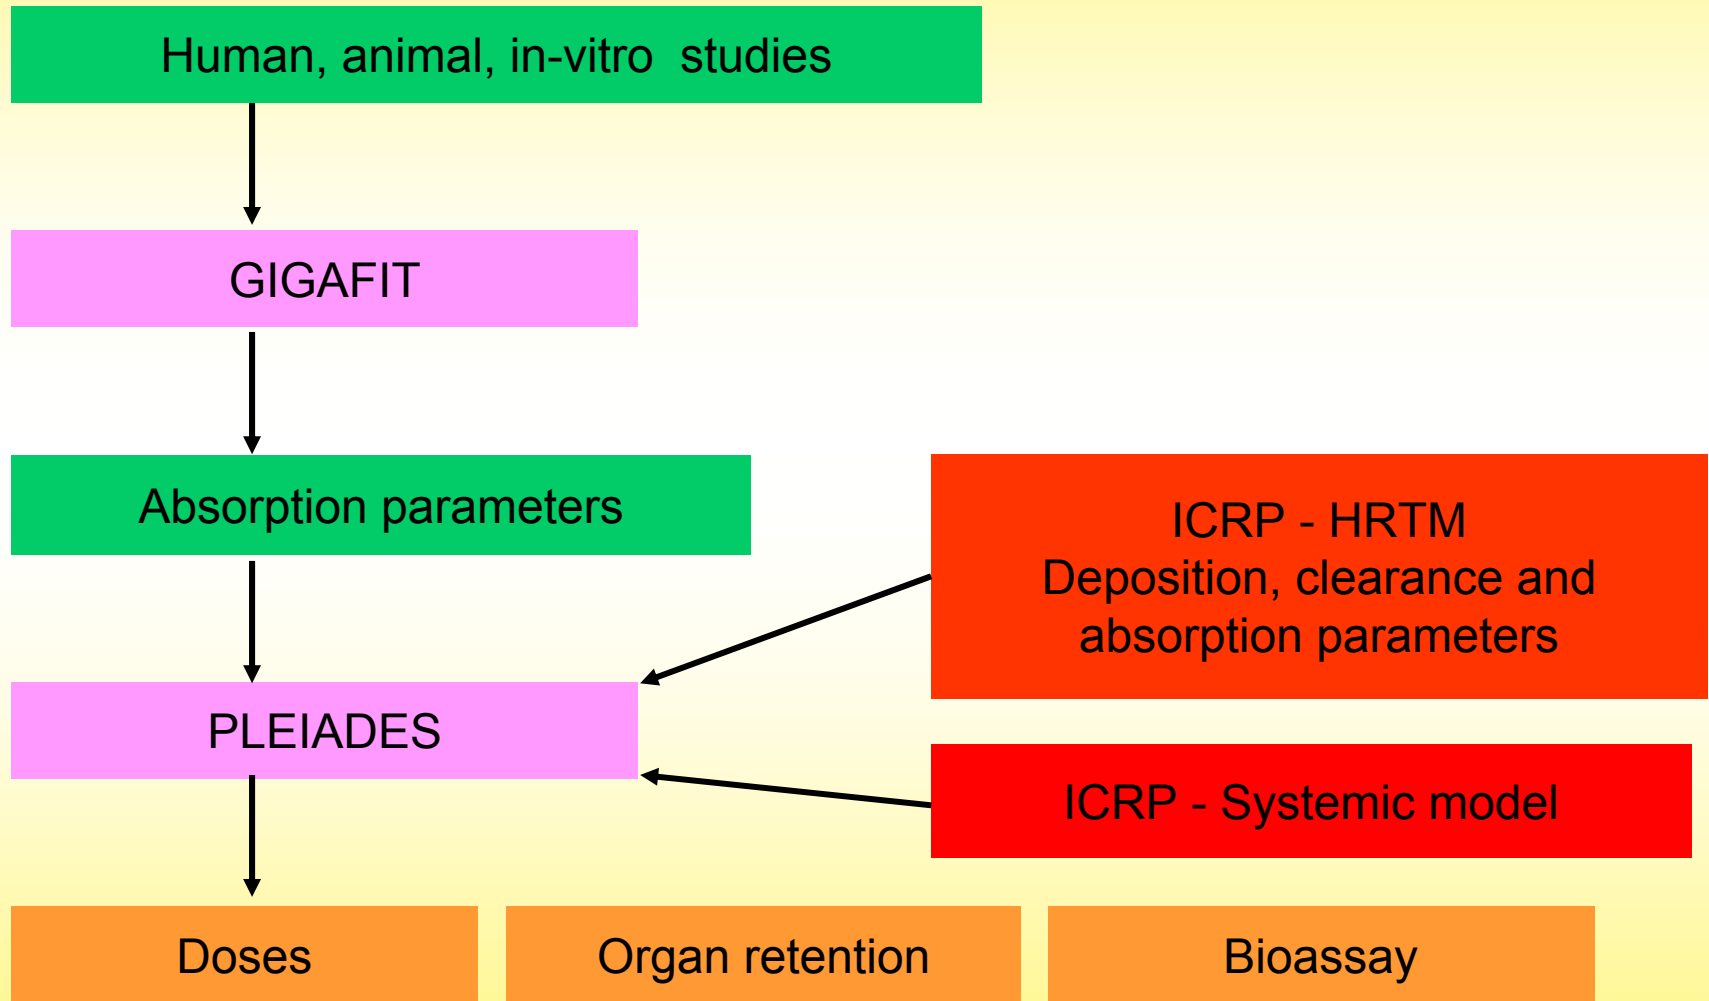 Human, animal, in-vitro  studies
GIGAFIT
Absorption parameters
ICRP - HRTM
Deposition, clearance and
absorption parameters
PLEIADES
ICRP - Systemic model
Doses
Organ retention
Bioassay